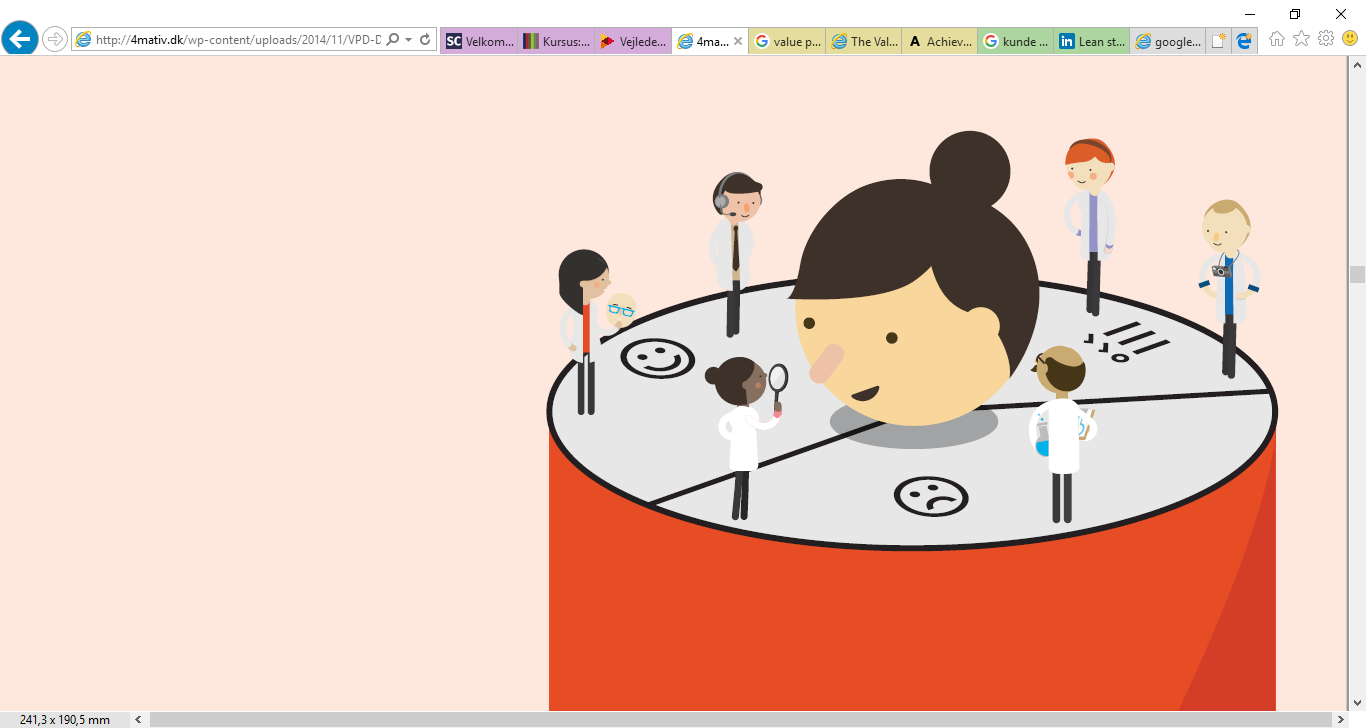 http://4mativ.dk/wp-content/uploads/2014/11/VPD-D
SC Velkom...
Kursus:...
Vejlede...
4ma...
G value p...
The Val...
A Achiev...
G kunde ...
in Lean st...
google...
241,3 x 190,5 mm